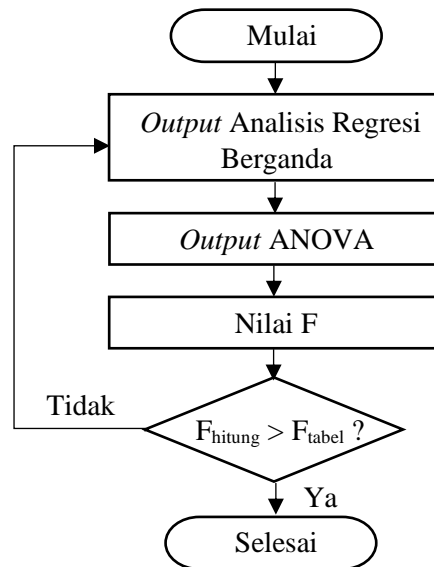 Mulai
Output Analisis Regresi
Berganda
Output ANOVA
Nilai F
Tidak
Fhitung > Ftabel ?
Ya
Selesai